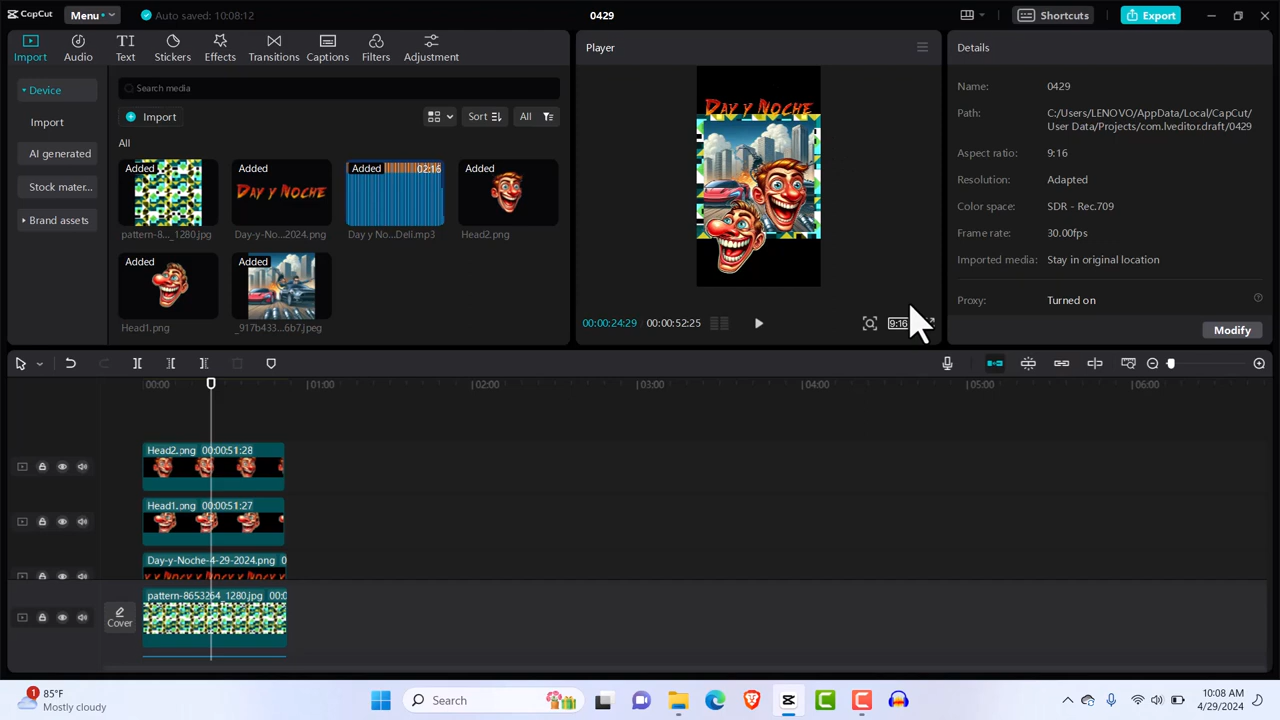 CapCut
Menu
Auto saved: 10:08:12
0429
Shortcuts
Export
Import
Audio
Text
Stickers
Effects
Transitions
Captions
Filters
Adjustment
Device
Import
AI generated
Stock mater...
Brand assets
Search media
Import
Sort
All
All
Added
pattern-8..._1280.jpg
Added
Day y Noche
Day-y-No...2024.png
Added
02:16
Day y No...Deli.mp3
Added
Head2.png
Added
Head1.png
Added
_917b433...6b7.jpeg
Player
Day y Noche
00:00:24:29
00:00:52:25
9:16
Details
Name:
0429
Path:
C:/Users/LENOVO/AppData/Local/CapCut/
User Data/Projects/com.lveditor.draft/0429
Aspect ratio:
9:16
Resolution:
Adapted
Color space:
SDR - Rec.709
Frame rate:
30.00fps
Imported media:
Stay in original location
Proxy:
Turned on
Modify
00:00
01:00
02:00
03:00
04:00
05:00
06:00
Head2.png 00:00:51:28
Head1.png 00:00:51:27
Day-y-Noche-4-29-2024.png 0
Cover
pattern-8653264_1280.jpg 00:0
1
85°F
Mostly cloudy
Search
10:08 AM
4/29/2024